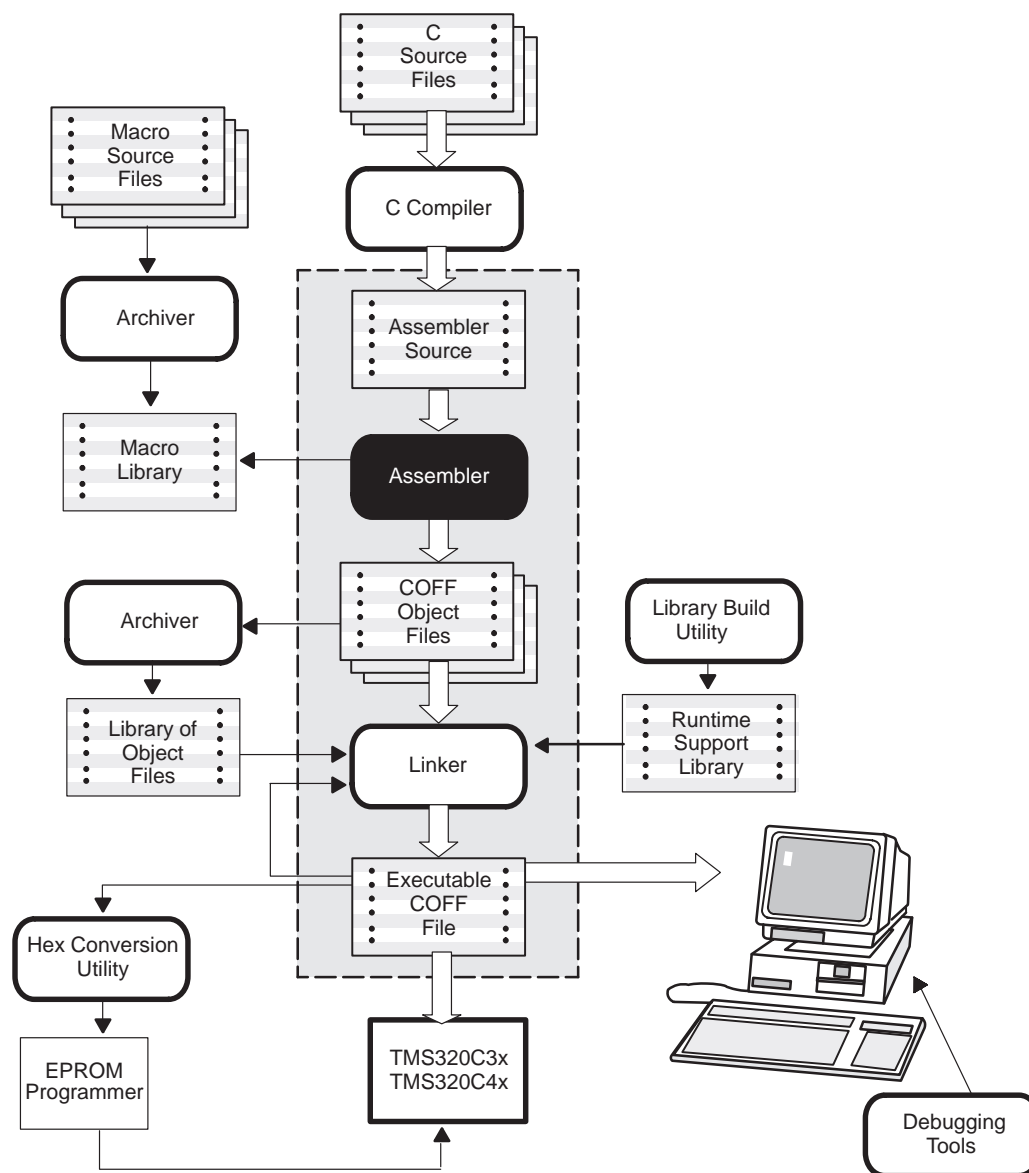 C
Source
Files
Macro
Source
Files
C Compiler
Archiver
Assembler
Source
Macro
Library
Assembler
Archiver
COFF
Object
Files
Library Build
Utility
Library of
Object
Files
Linker
Runtime
Support
Library
Executable
COFF
File
Hex Conversion
Utility
EPROM
Programmer
TMS320C3x
TMS320C4x
Debugging
Tools